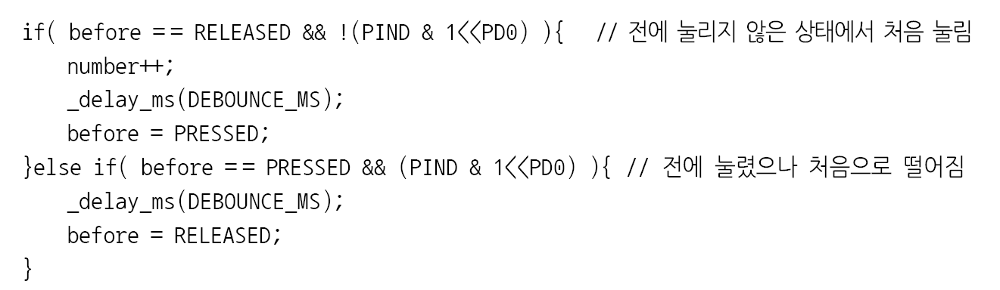 if( before == RELEASED && !(PIND & 1<<PD0) ){ // 전에 눌리지 않은 상태에서 처음 눌림
number++;
_delay_ms(DEBOUNCE_MS);
before = PRESSED;
}else if( before == PRESSED && (PIND & 1<<PD0) ){ // 전에 눌렸으나 처음으로 떨어짐
_delay_ms(DEBOUNCE_MS);
before = RELEASED;
}